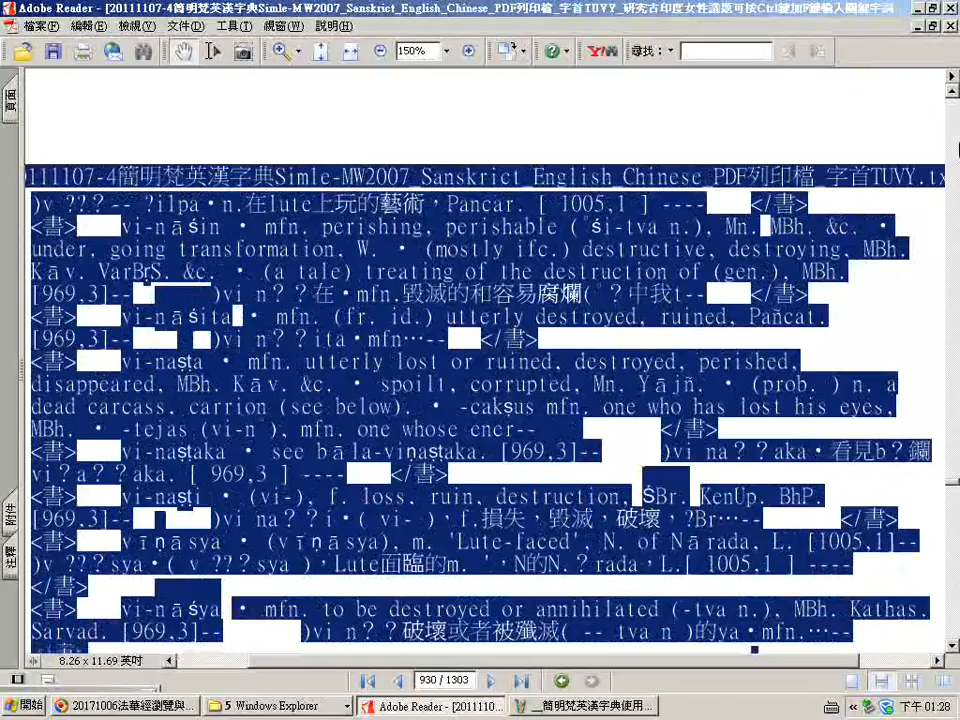 Adobe Reader - [20111107-4簡明梵英漢字典Simle-MW2007_Sanskrit_English_Chinese_PDF列印檔_字首TUVY_研究古印度女性議題可按Ctrl鍵加F鍵輸入關鍵字詞
檔案(F) 編輯(E) 檢視(V) 文件(D) 工具(T) 視窗(W) 說明(H)
150% 尋找：
頁面
附件
注釋
111107-4簡明梵英漢字典Simle-MW2007_Sanskrit_English_Chinese_PDF列印檔_字首TUVY.tx
)v ???-- ?ilpa‧n.在lute上玩的藝術，Pancar. [ 1005,1 ] ---- </書>
<書> vi-nāśin ‧ mfn. perishing, perishable (°śi-tva n.), Mn. MBh. &c. ‧
under, going transformation, W. ‧ (mostly ifc.) destructive, destroying, MBh.
Kāv. VarBṛS. &c. ‧ (a tale) treating of the destruction of (gen.), MBh.
[969,3]-- )vi n??在‧mfn.毀滅的和容易腐爛(°?中我t-- </書>
<書> vi-nāśita ‧ mfn. (fr. id.) utterly destroyed, ruined, Pañcat.
[969,3]-- )vi n??ita‧mfn…-- </書>
<書> vi-naṣṭa ‧ mfn. utterly lost or ruined, destroyed, perished,
disappeared, MBh. Kāv. &c. ‧ spoilt, corrupted, Mn. Yājñ. ‧ (prob. ) n. a
dead carcass. carrion (see below). ‧ -cakṣus mfn. one who has lost his eyes,
MBh. ‧ -tejas (vi-n°), mfn. one whose ener-- </書>
<書> vi-naṣṭaka ‧ see bāla-vinaṣṭaka. [969,3]-- )vi na??aka‧看見b?鑭
vi?a??aka. [ 969,3 ] ---- </書>
<書> vi-naṣṭi ‧ (vi-), f. loss. ruin, destruction, ŚBr. KenUp. BhP.
[969,3]-- )vi na??i‧( vi- ) f.損失，毀滅，破壞，?Br…-- </書>
<書> vīṇāsya ‧ (vīṇāsya), m. 'Lute-faced', N. of Nārada, L. [1005,1]--
)v ???sya‧( v ???sya )，Lute面臨的m. '，N的N.?rada，L.[ 1005,1 ] ----
</書>
<書> vi-nāśya ‧ mfn. to be destroyed or annihilated (-tva n.), MBh. Kathas.
Sarvad. [969,3]-- )vi n??破壞或者被殲滅( -- tva n )的ya‧mfn.…--
8.26 x 11.69 英吋
930 / 1303
開始 20171006法華經瀏覽與... 5 Windows Explorer Adobe Reader - [2011110... __簡明梵英漢字典使用... 下午 01:28